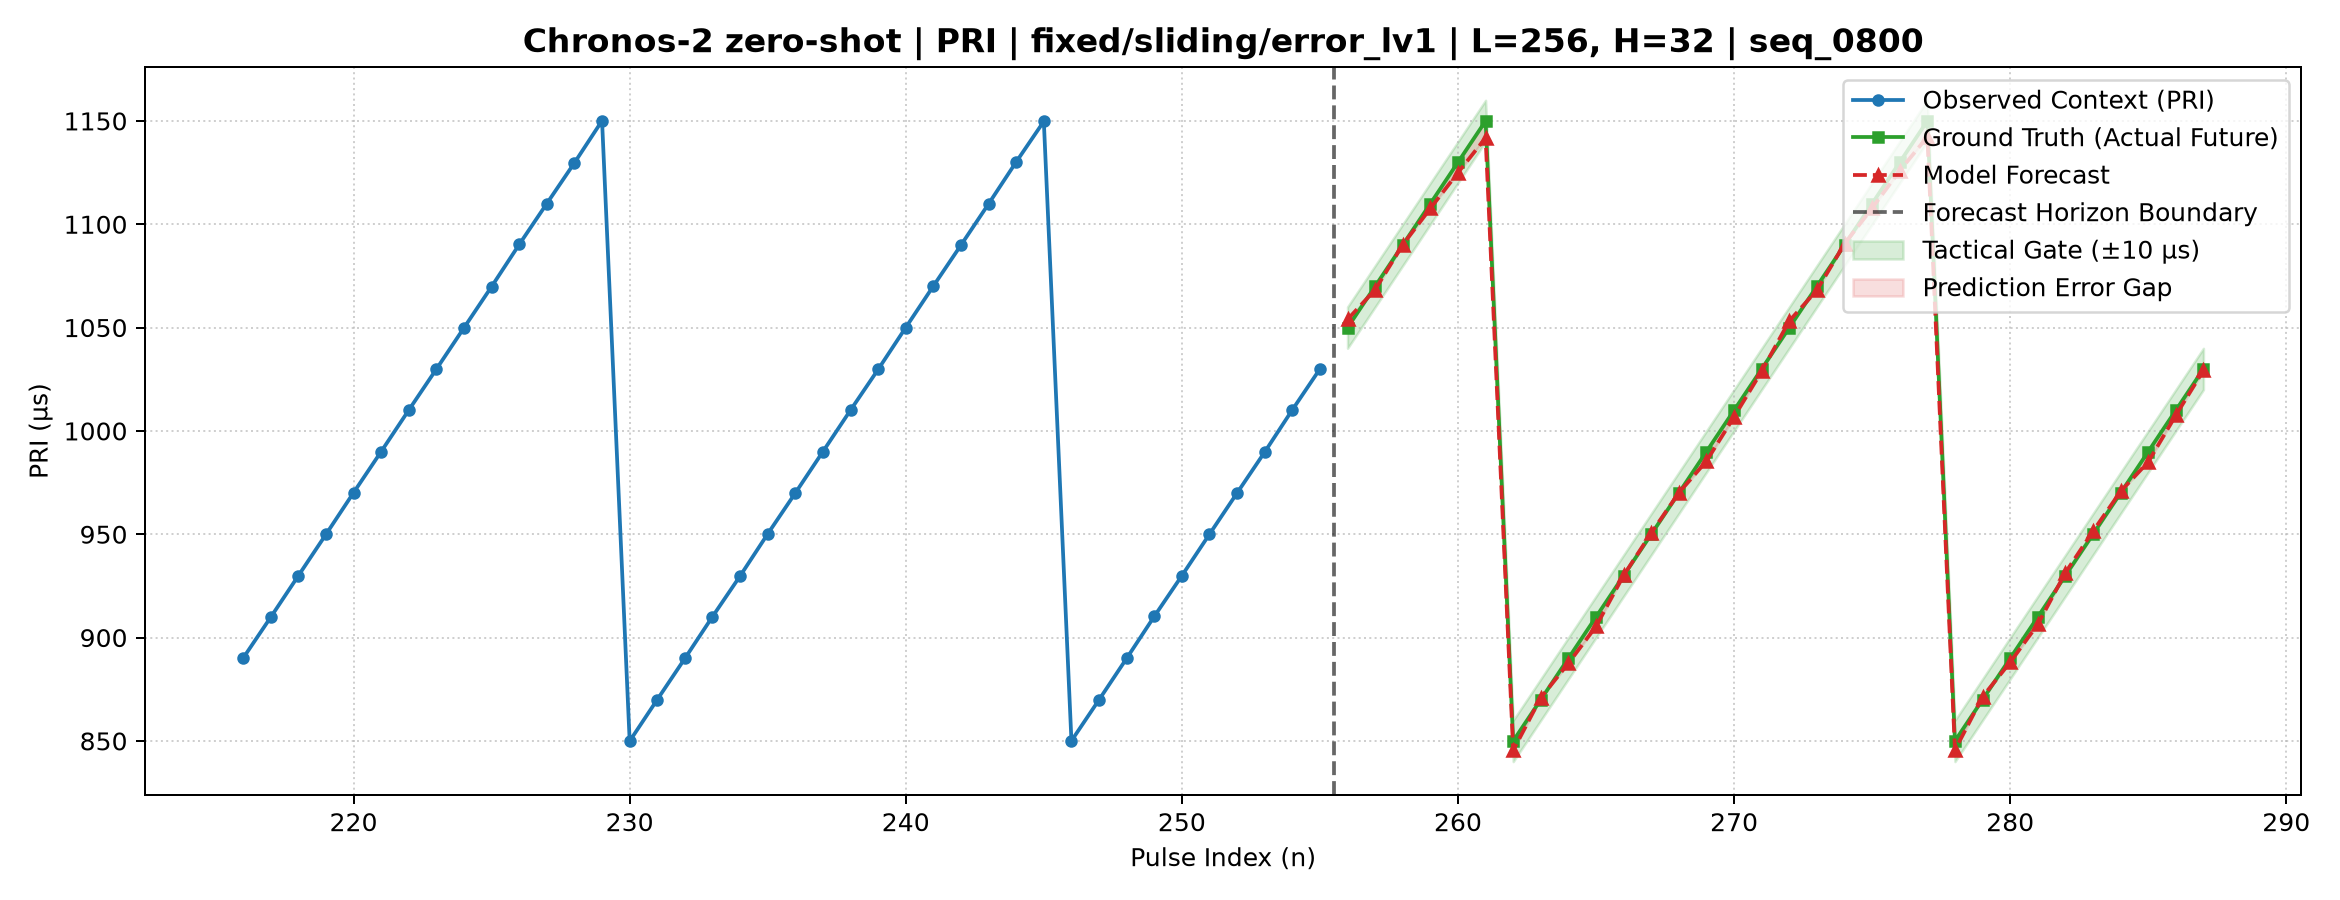 Chronos-2 zero-shot | PRI | fixed/sliding/error_lv1 | L=256, H=32 | seq_0800
PRI (µs)
1150
1100
1050
1000
950
900
850
Observed Context (PRI)
Ground Truth (Actual Future)
Model Forecast
Forecast Horizon Boundary
Tactical Gate (±10 µs)
Prediction Error Gap
220 230 240 250 260 270 280 290
Pulse Index (n)